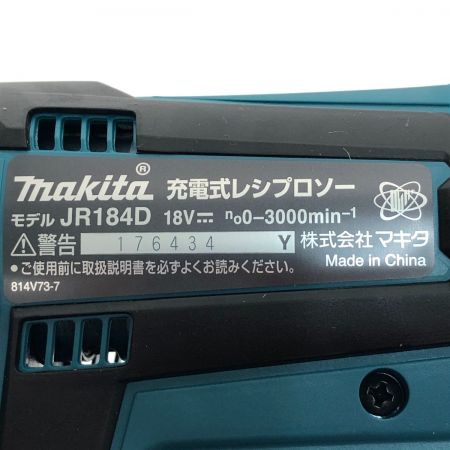 makita® 充電式レシプロソー
モデル JR184D 18V⎓ n₀0-3000min⁻¹
⚠警告 176434 Y 株式会社 マキタ
●ご使用前に取扱説明書を必ずよくお読みください。 Made in China
814V73-7